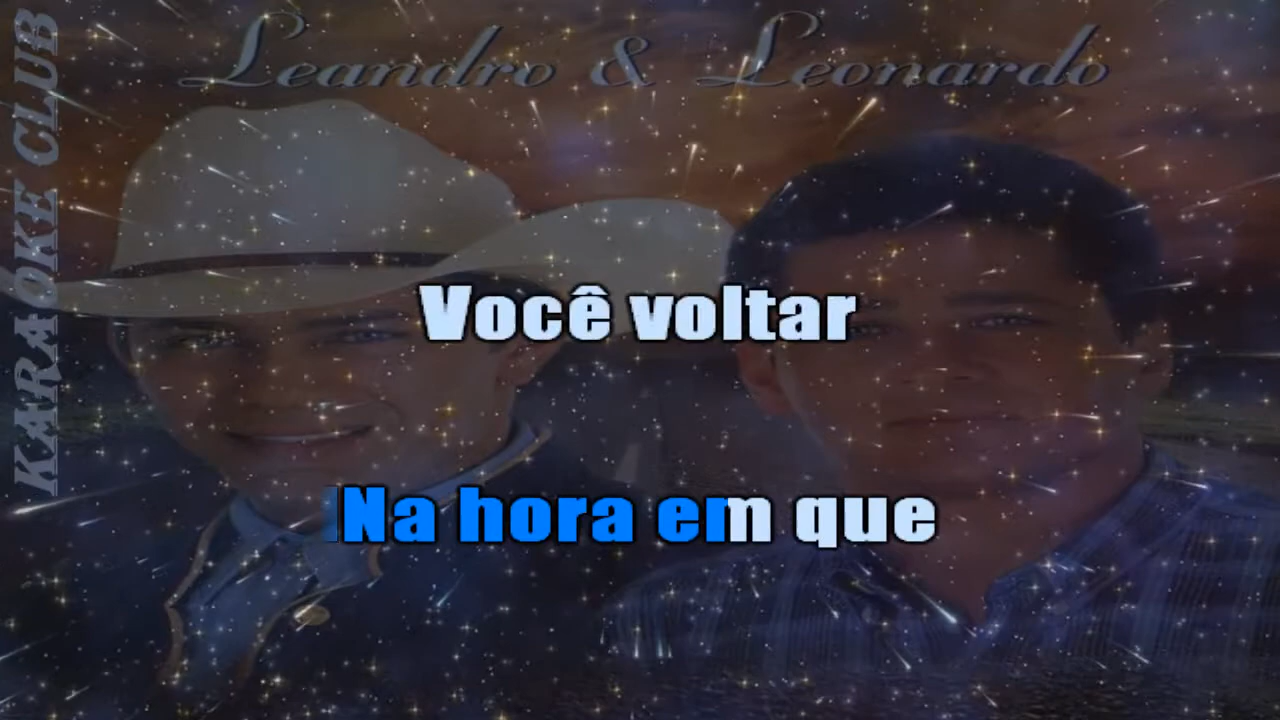 Leandro & Leonardo
KARAOKE CLUB
Você voltar
Na hora em que